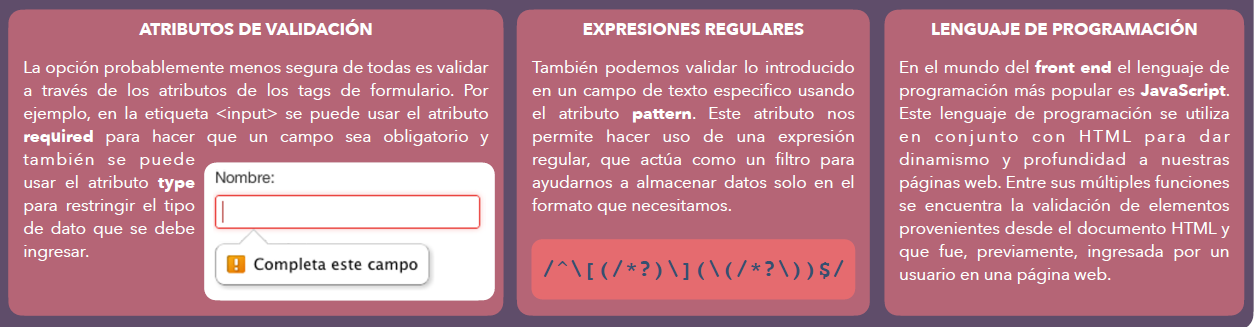 ATRIBUTOS DE VALIDACIÓN
La opción probablemente menos segura de todas es validar
a través de los atributos de los tags de formulario. Por
ejemplo, en la etiqueta <input> se puede usar el atributo
required para hacer que un campo sea obligatorio y
también se puede
usar el atributo type
para restringir el tipo
de dato que se debe
ingresar.
Nombre:
Completa este campo
EXPRESIONES REGULARES
También podemos validar lo introducido
en un campo de texto especifico usando
el atributo pattern. Este atributo nos
permite hacer uso de una expresión
regular, que actúa como un filtro para
ayudarnos a almacenar datos solo en el
formato que necesitamos.
/^\[(/*?)\](\(/*?\))$/
LENGUAJE DE PROGRAMACIÓN
En el mundo del front end el lenguaje de
programación más popular es JavaScript.
Este lenguaje de programación se utiliza
en conjunto con HTML para dar
dinamismo y profundidad a nuestras
páginas web. Entre sus múltiples funciones
se encuentra la validación de elementos
provenientes desde el documento HTML y
que fue, previamente, ingresada por un
usuario en una página web.